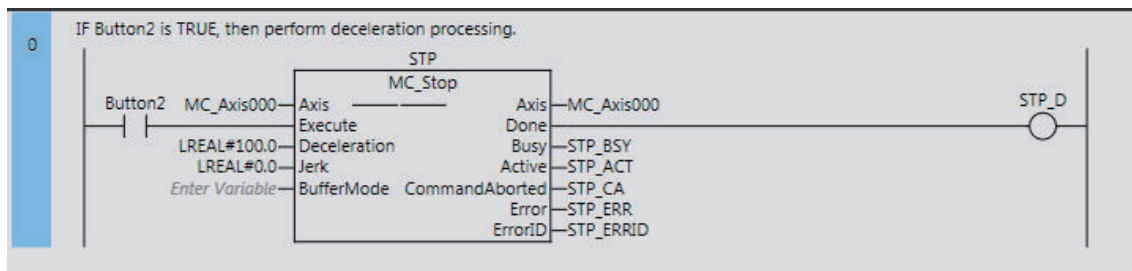 IF Button2 is TRUE, then perform deceleration processing.
0
STP
MC_Stop
Button2 MC_Axis000 Axis Axis MC_Axis000 STP_D
Execute Done
LREAL#100.0 Deceleration Busy STP_BSY
LREAL#0.0 Jerk Active STP_ACT
Enter Variable BufferMode CommandAborted STP_CA
Error STP_ERR
ErrorID STP_ERRID